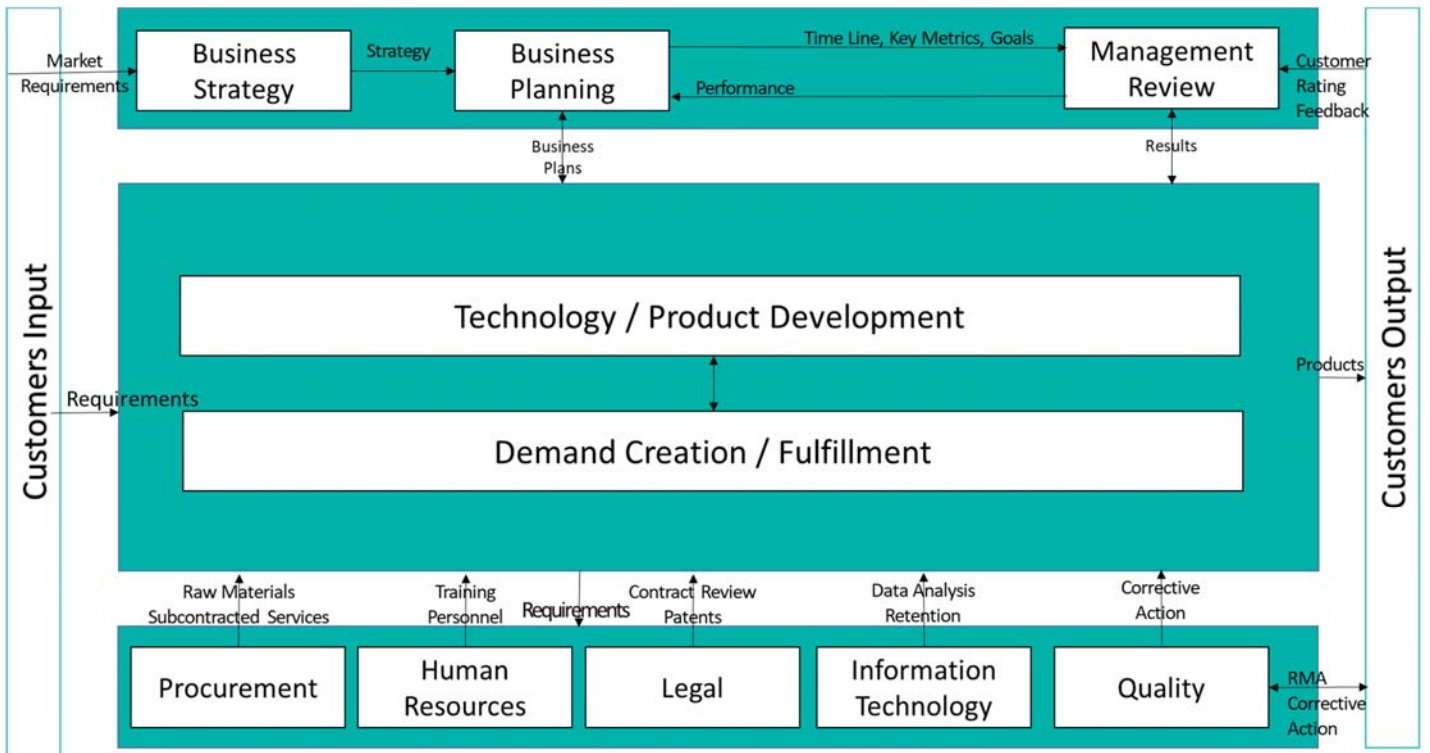 Customers Input
Market
Requirements
Business
Strategy
Strategy
Business
Planning
Time Line, Key Metrics, Goals
Performance
Management
Review
Customer
Rating
Feedback
Business
Plans
Results
Technology / Product Development
Requirements
Demand Creation / Fulfillment
Products
Customers Output
Raw Materials
Subcontracted Services
Training
Personnel
Requirements
Contract Review
Patents
Data Analysis
Retention
Corrective
Action
Procurement
Human
Resources
Legal
Information
Technology
Quality
RMA
Corrective
Action